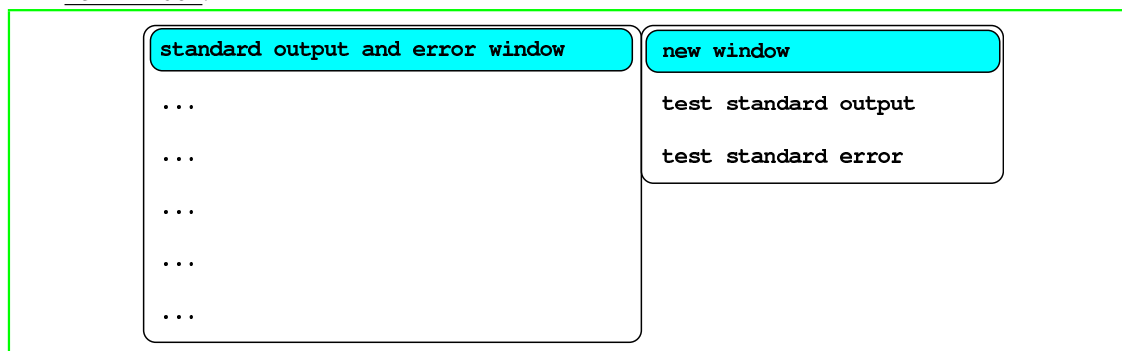 standard output and error window
...
...
...
...
...
new window
test standard output
test standard error